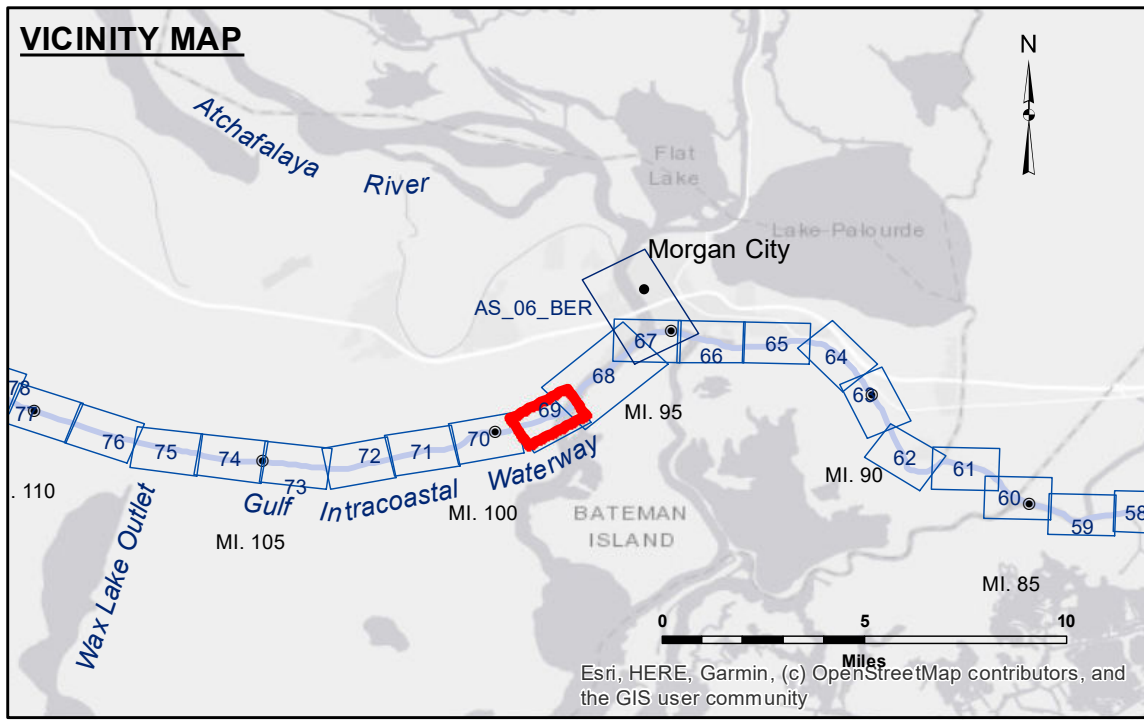 VICINITY MAP
N
Atchafalaya
River
Flat
Lake
Lake Palourde
Morgan City
AS_06_BER
67
66
65
64
63
68
69
MI. 95
70
71
72
73
74
75
76
77
78
62
61
60
59
58
MI. 90
Gulf Intracoastal Waterway
. 110
MI. 100
MI. 105
BATEMAN
ISLAND
Wax Lake Outlet
MI. 85
0 5 10
Miles
Esri, HERE, Garmin, (c) OpenStreetMap contributors, and
the GIS user community